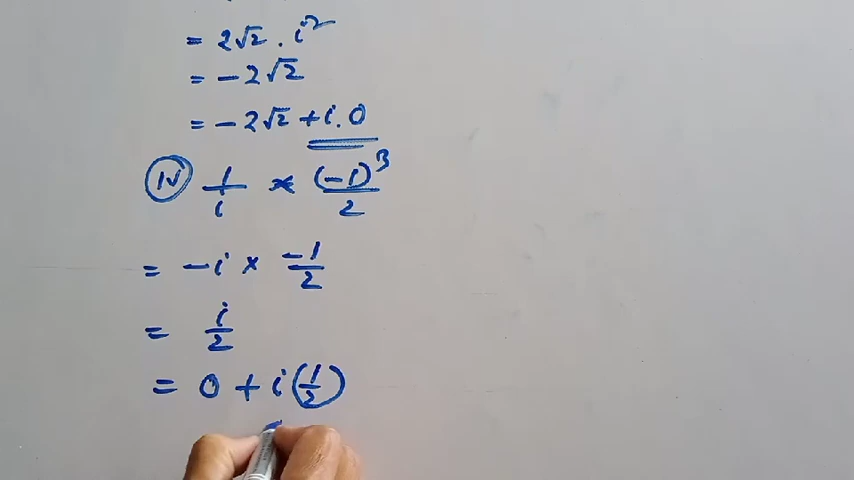 = 2√2 . i²
= -2√2
= -2√2 + i.0
IV 1/i × (-1)³/2
= -i × -1/2
= i/2
= 0 + i(1/2)